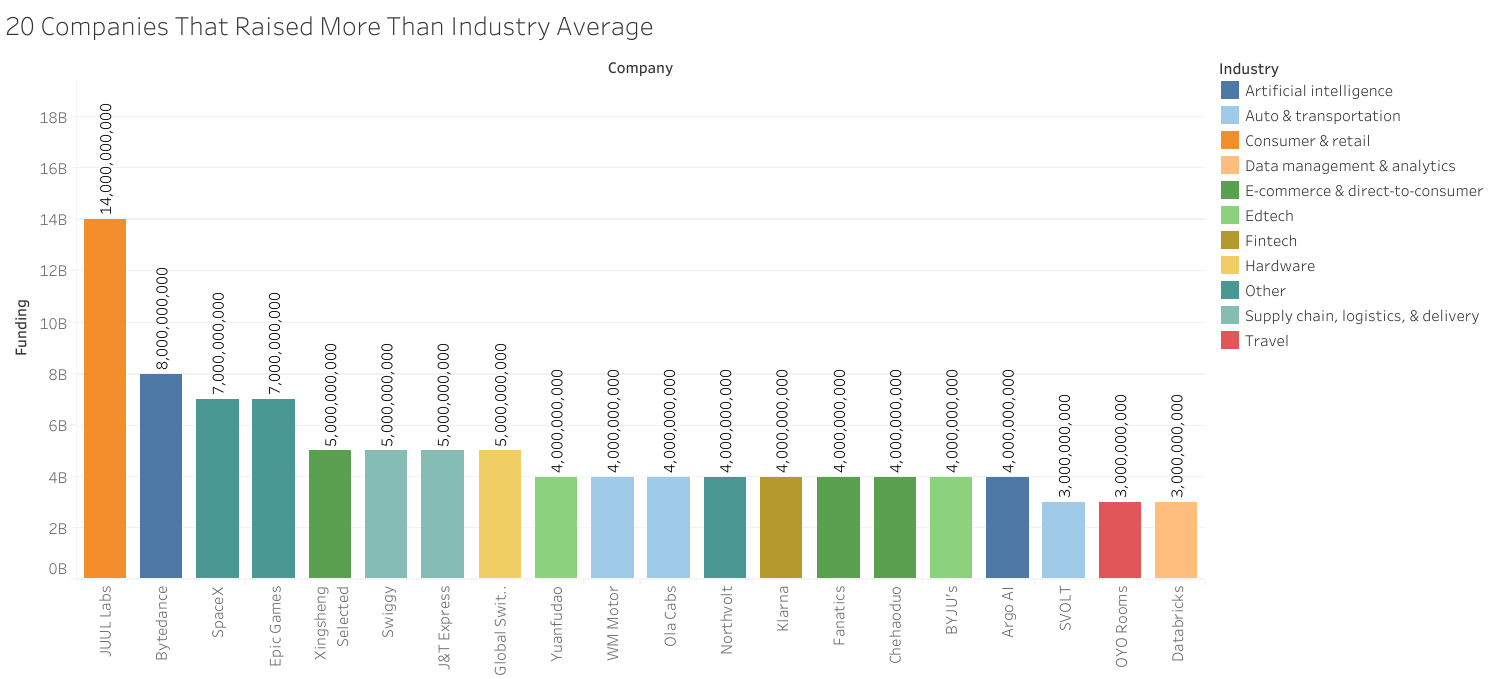 20 Companies That Raised More Than Industry Average
Company
Industry
Artificial intelligence
Auto & transportation
Consumer & retail
Data management & analytics
E-commerce & direct-to-consumer
Edtech
Fintech
Hardware
Other
Supply chain, logistics, & delivery
Travel
Funding
18B
16B
14B
12B
10B
8B
6B
4B
2B
0B
14,000,000,000
8,000,000,000
7,000,000,000
7,000,000,000
5,000,000,000
5,000,000,000
5,000,000,000
5,000,000,000
4,000,000,000
4,000,000,000
4,000,000,000
4,000,000,000
4,000,000,000
4,000,000,000
4,000,000,000
4,000,000,000
4,000,000,000
3,000,000,000
3,000,000,000
3,000,000,000
JUUL Labs
Bytedance
SpaceX
Epic Games
Xingsheng
Selected
Swiggy
J&T Express
Global Swit..
Yuanfudao
WM Motor
Ola Cabs
Northvolt
Klarna
Fanatics
Chehaoduo
BYJU's
Argo AI
SVOLT
OYO Rooms
Databricks